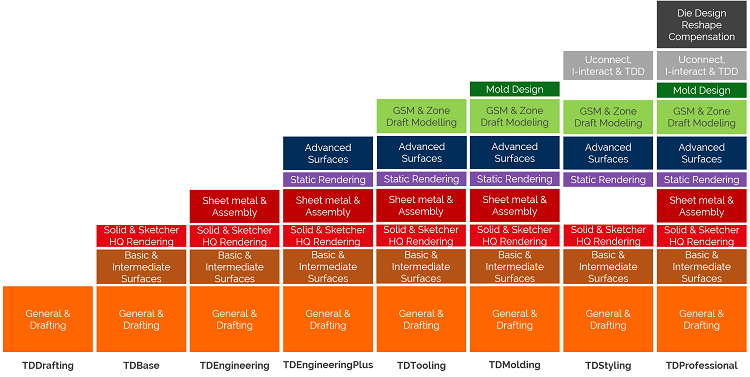 Die Design
Reshape
Compensation
Uconnect,
I-interact & TDD
Uconnect,
I-interact & TDD
Mold Design
Mold Design
GSM & Zone
Draft Modelling
GSM & Zone
Draft Modeling
GSM & Zone
Draft Modeling
GSM & Zone
Draft Modeling
Advanced
Surfaces
Advanced
Surfaces
Advanced
Surfaces
Advanced
Surfaces
Advanced
Surfaces
Static Rendering
Static Rendering
Static Rendering
Static Rendering
Static Rendering
Sheet metal &
Assembly
Sheet metal &
Assembly
Sheet metal &
Assembly
Sheet metal &
Assembly
Sheet metal &
Assembly
Solid & Sketcher
HQ Rendering
Solid & Sketcher
HQ Rendering
Solid & Sketcher
HQ Rendering
Solid & Sketcher
HQ Rendering
Solid & Sketcher
HQ Rendering
Solid & Sketcher
HQ Rendering
Solid & Sketcher
HQ Rendering
Basic &
Intermediate
Surfaces
Basic &
Intermediate
Surfaces
Basic &
Intermediate
Surfaces
Basic &
Intermediate
Surfaces
Basic &
Intermediate
Surfaces
Basic &
Intermediate
Surfaces
Basic &
Intermediate
Surfaces
General &
Drafting
General &
Drafting
General &
Drafting
General &
Drafting
General &
Drafting
General &
Drafting
General &
Drafting
General &
Drafting
TDDrafting
TDBase
TDEngineering
TDEngineeringPlus
TDTooling
TDMolding
TDStyling
TDProfessional